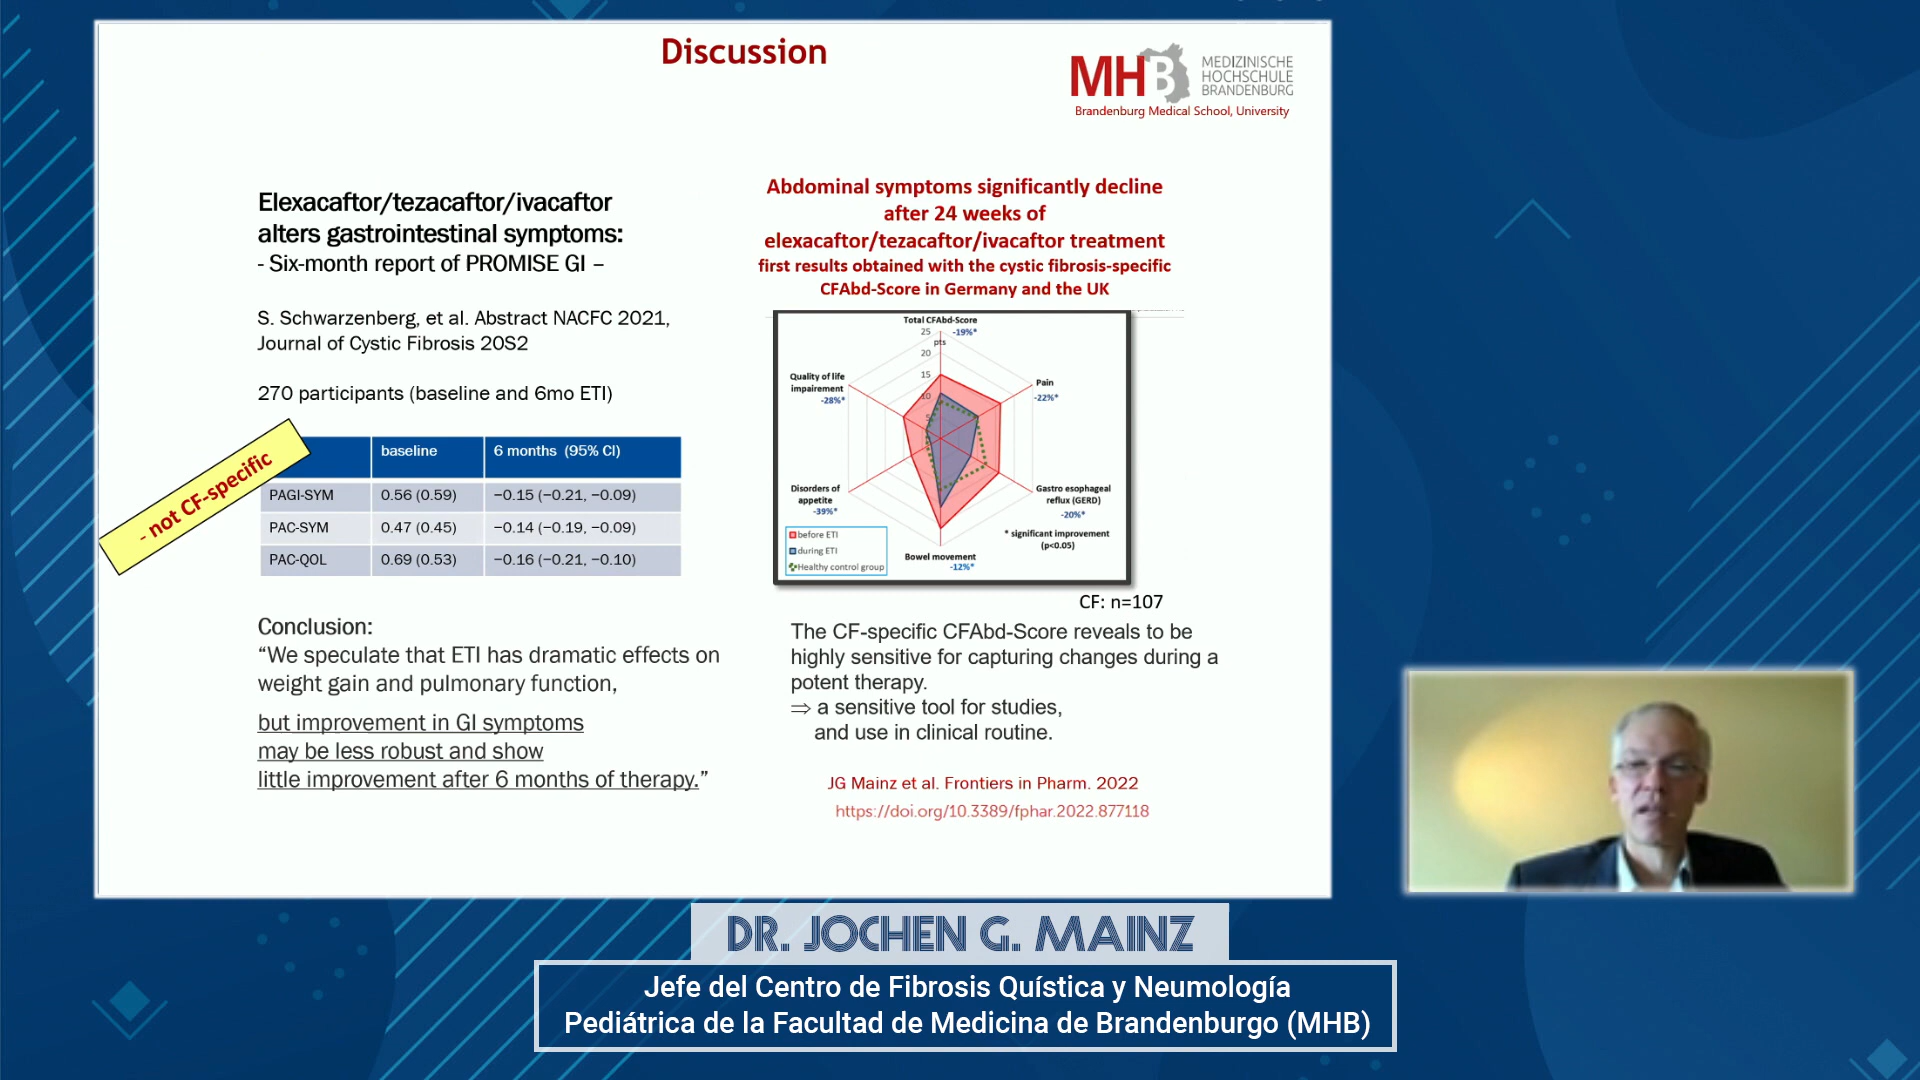 Discussion
MHB
MEDIZINISCHE
HOCHSCHULE
BRANDENBURG
Brandenburg Medical School, University
Elexacaftor/tezacaftor/ivacaftor
alters gastrointestinal symptoms:
- Six-month report of PROMISE GI –
S. Schwarzenberg, et al. Abstract NACFC 2021,
Journal of Cystic Fibrosis 20S2
270 participants (baseline and 6mo ETI)
- not CF-specific
baseline 6 months (95% CI)
PAGI-SYM 0.56 (0.59) −0.15 (−0.21, −0.09)
PAC-SYM 0.47 (0.45) −0.14 (−0.19, −0.09)
PAC-QOL 0.69 (0.53) −0.16 (−0.21, −0.10)
Conclusion:
“We speculate that ETI has dramatic effects on
weight gain and pulmonary function,
but improvement in GI symptoms
may be less robust and show
little improvement after 6 months of therapy.”
Abdominal symptoms significantly decline
after 24 weeks of
elexacaftor/tezacaftor/ivacaftor treatment
first results obtained with the cystic fibrosis-specific
CFAbd-Score in Germany and the UK
Total CFAbd-Score
-19%*
25
pts
20
15
10
Quality of life
impairement
-28%*
Pain
-22%*
Disorders of
appetite
-39%*
Gastro esophageal
reflux (GERD)
-20%*
* significant improvement
(p<0.05)
Bowel movement
-12%*
before ETI
during ETI
Healthy control group
CF: n=107
The CF-specific CFAbd-Score reveals to be
highly sensitive for capturing changes during a
potent therapy.
⇒ a sensitive tool for studies,
and use in clinical routine.
JG Mainz et al. Frontiers in Pharm. 2022
https://doi.org/10.3389/fphar.2022.877118
DR. JOCHEN G. MAINZ
Jefe del Centro de Fibrosis Quística y Neumología
Pediátrica de la Facultad de Medicina de Brandenburgo (MHB)